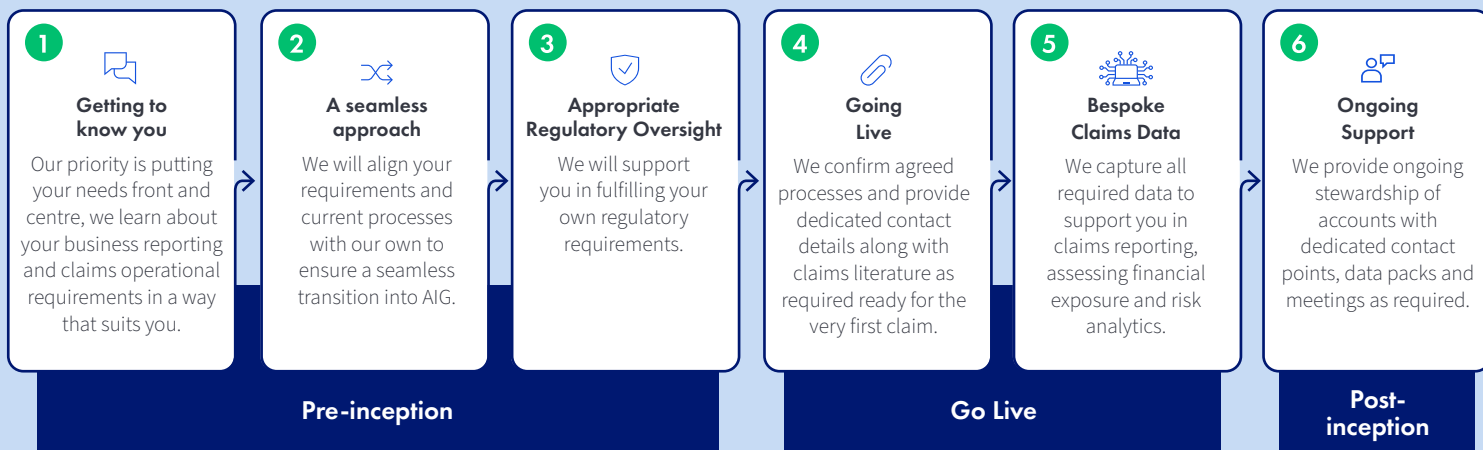 1
Getting to
know you
Our priority is putting
your needs front and
centre, we learn about
your business reporting
and claims operational
requirements in a way
that suits you.
2
A seamless
approach
We will align your
requirements and
current processes
with our own to
ensure a seamless
transition into AIG.
3
Appropriate
Regulatory Oversight
We will support
you in fulfilling your
own regulatory
requirements.
4
Going
Live
We confirm agreed
processes and provide
dedicated contact
details along with
claims literature as
required ready for the
very first claim.
5
Bespoke
Claims Data
We capture all
required data to
support you in
claims reporting,
assessing financial
exposure and risk
analytics.
6
Ongoing
Support
We provide ongoing
stewardship of
accounts with
dedicated contact
points, data packs and
meetings as required.
Pre-inception
Go Live
Post-
inception